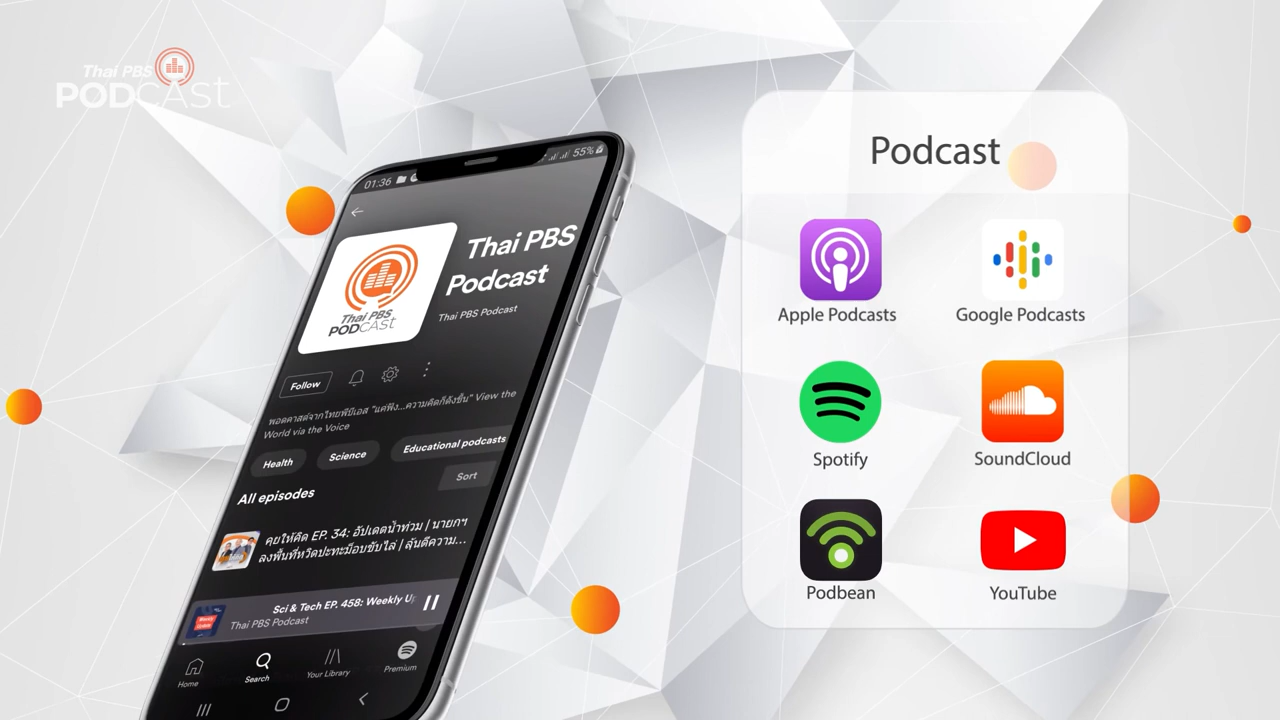 Thai PBS
PODCAST
01:36
55%
Thai PBS
PODCAST
Thai PBS
Podcast
Thai PBS Podcast
Follow
พอดคาสต์จากไทยพีบีเอส "แค่ฟัง...ความคิดก็ดังขึ้น" View the
World via the Voice
Health
Science
Educational podcasts
Sort
All episodes
คุยให้คิด EP. 34: อัปเดตน้ำท่วม | นายกฯ
ลงพื้นที่หวิดปะทะม็อบขับไล่ | ลุ้นตีความ...
Sci & Tech EP. 458: Weekly
Thai PBS Podcast
Home
Search
Your Library
Premium
Podcast
Apple Podcasts
Google Podcasts
Spotify
SoundCloud
Podbean
YouTube